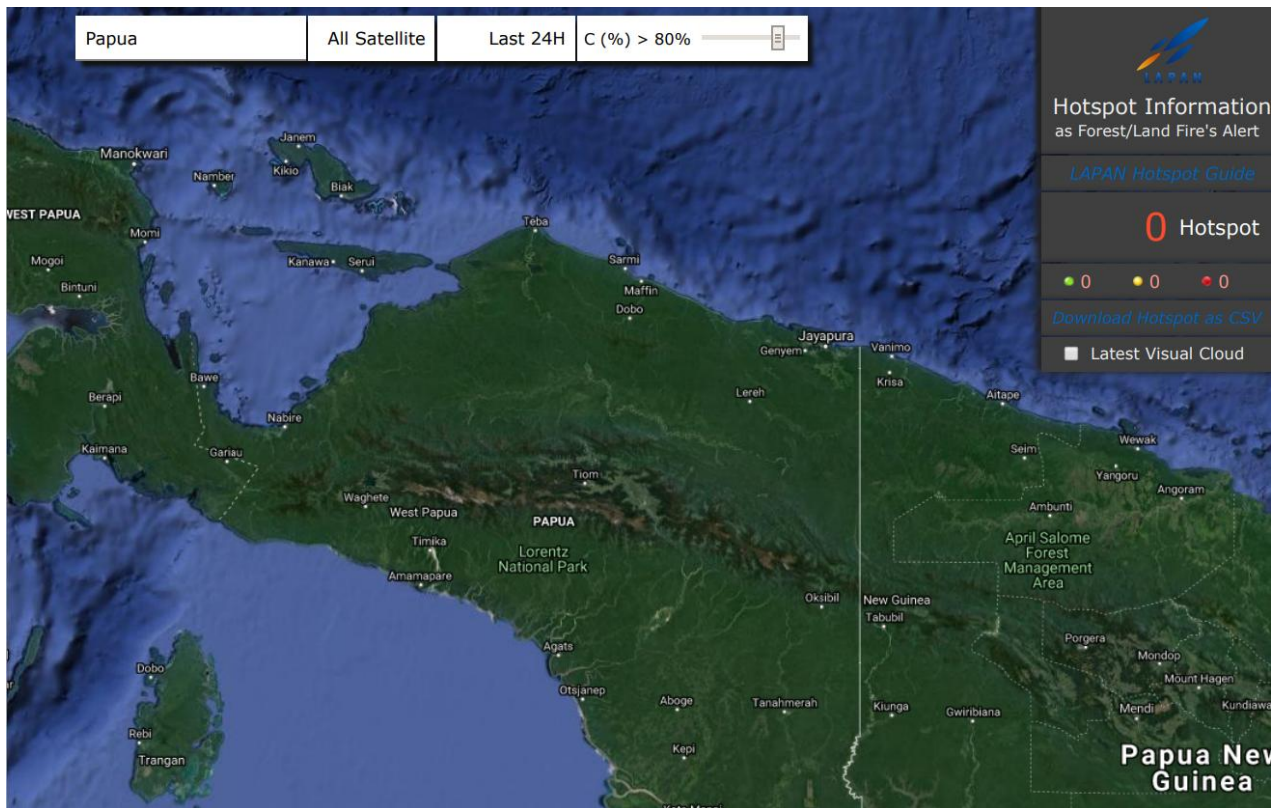 Papua
All Satellite
Last 24H
C (%) > 80%
LAPAN
Hotspot Information
as Forest/Land Fire's Alert
LAPAN Hotspot Guide
0 Hotspot
0 0 0
Download Hotspot as CSV
Latest Visual Cloud
Janem
Manokwari
Kikio
Namber
Biak
WEST PAPUA
Teba
Momi
Mogoi
Kanawa
Serui
Sarmi
Bintuni
Maffin
Dobo
Jayapura
Genyem
Vanimo
Bawe
Krisa
Berapi
Lereh
Aitape
Nabire
Wewak
Kaimana
Gariau
Seim
Tiom
Yangoru
Waghete
Angoram
West Papua
PAPUA
Ambunti
Timika
Lorentz
National Park
April Salome
Forest
Management
Area
Amamapare
Oksibil
New Guinea
Tabubil
Porgera
Agats
Mondop
Dobo
Mount Hagen
Otsjanep
Aboge
Tanahmerah
Kiunga
Gwiribiana
Mendi
Kundiawa
Rebi
Trangan
Kepi
Papua New
Guinea